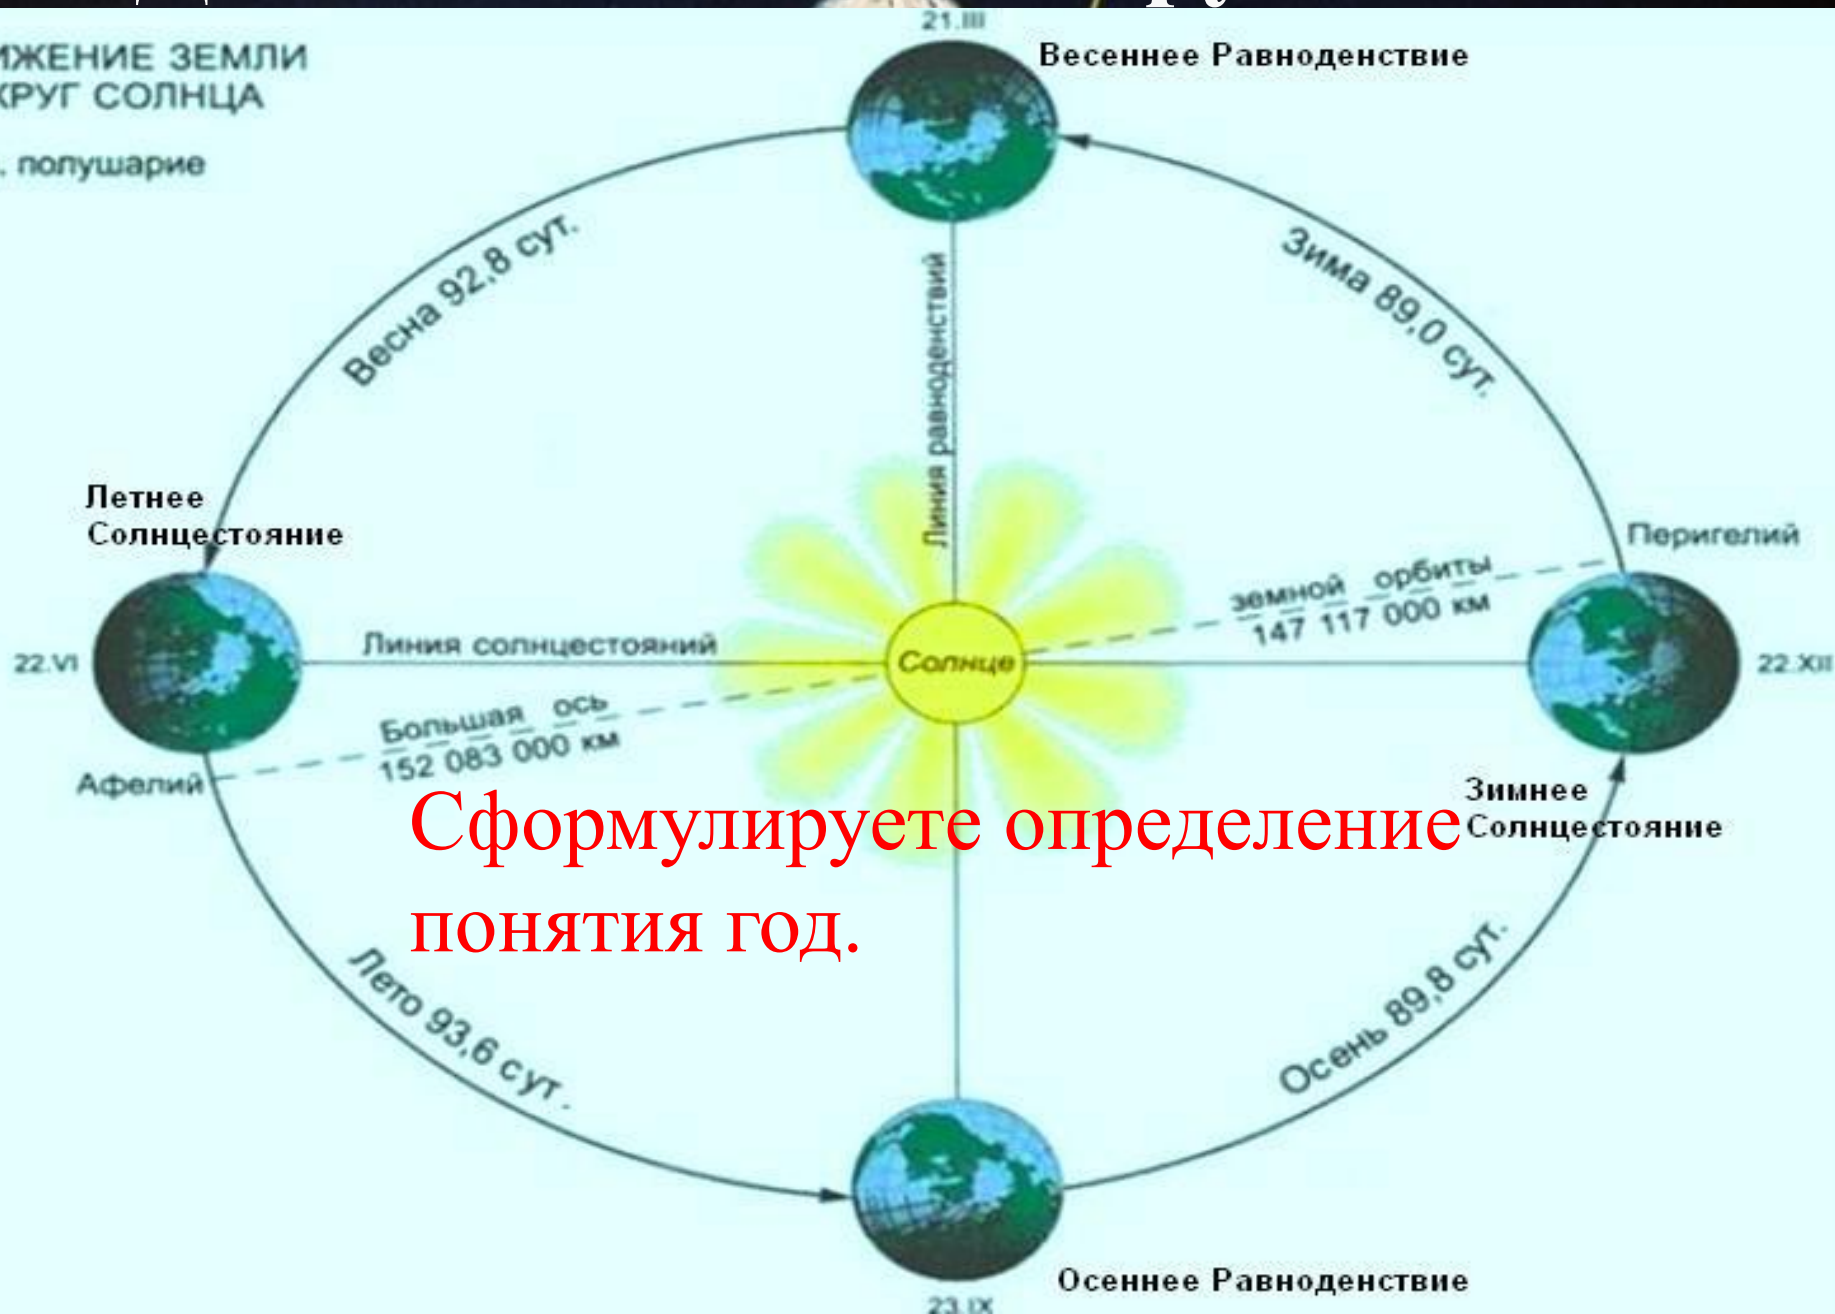 21.III
Весеннее Равноденствие
ИЖЕНИЕ ЗЕМЛИ
КРУГ СОЛНЦА
. полушарие
Весна 92,8 сут.
Зима 89,0 сут.
Линия равноденствий
Летнее
Солнцестояние
Перигелий
земной орбиты
147 117 000 км
Линия солнцестояний
Солнце
22.VI
22.XII
Большая ось
152 083 000 км
Афелий
Зимнее
Солнцестояние
Сформулируете определение
понятия год.
Лето 93,6 сут.
Осень 89,8 сут.
Осеннее Равноденствие
23.IX